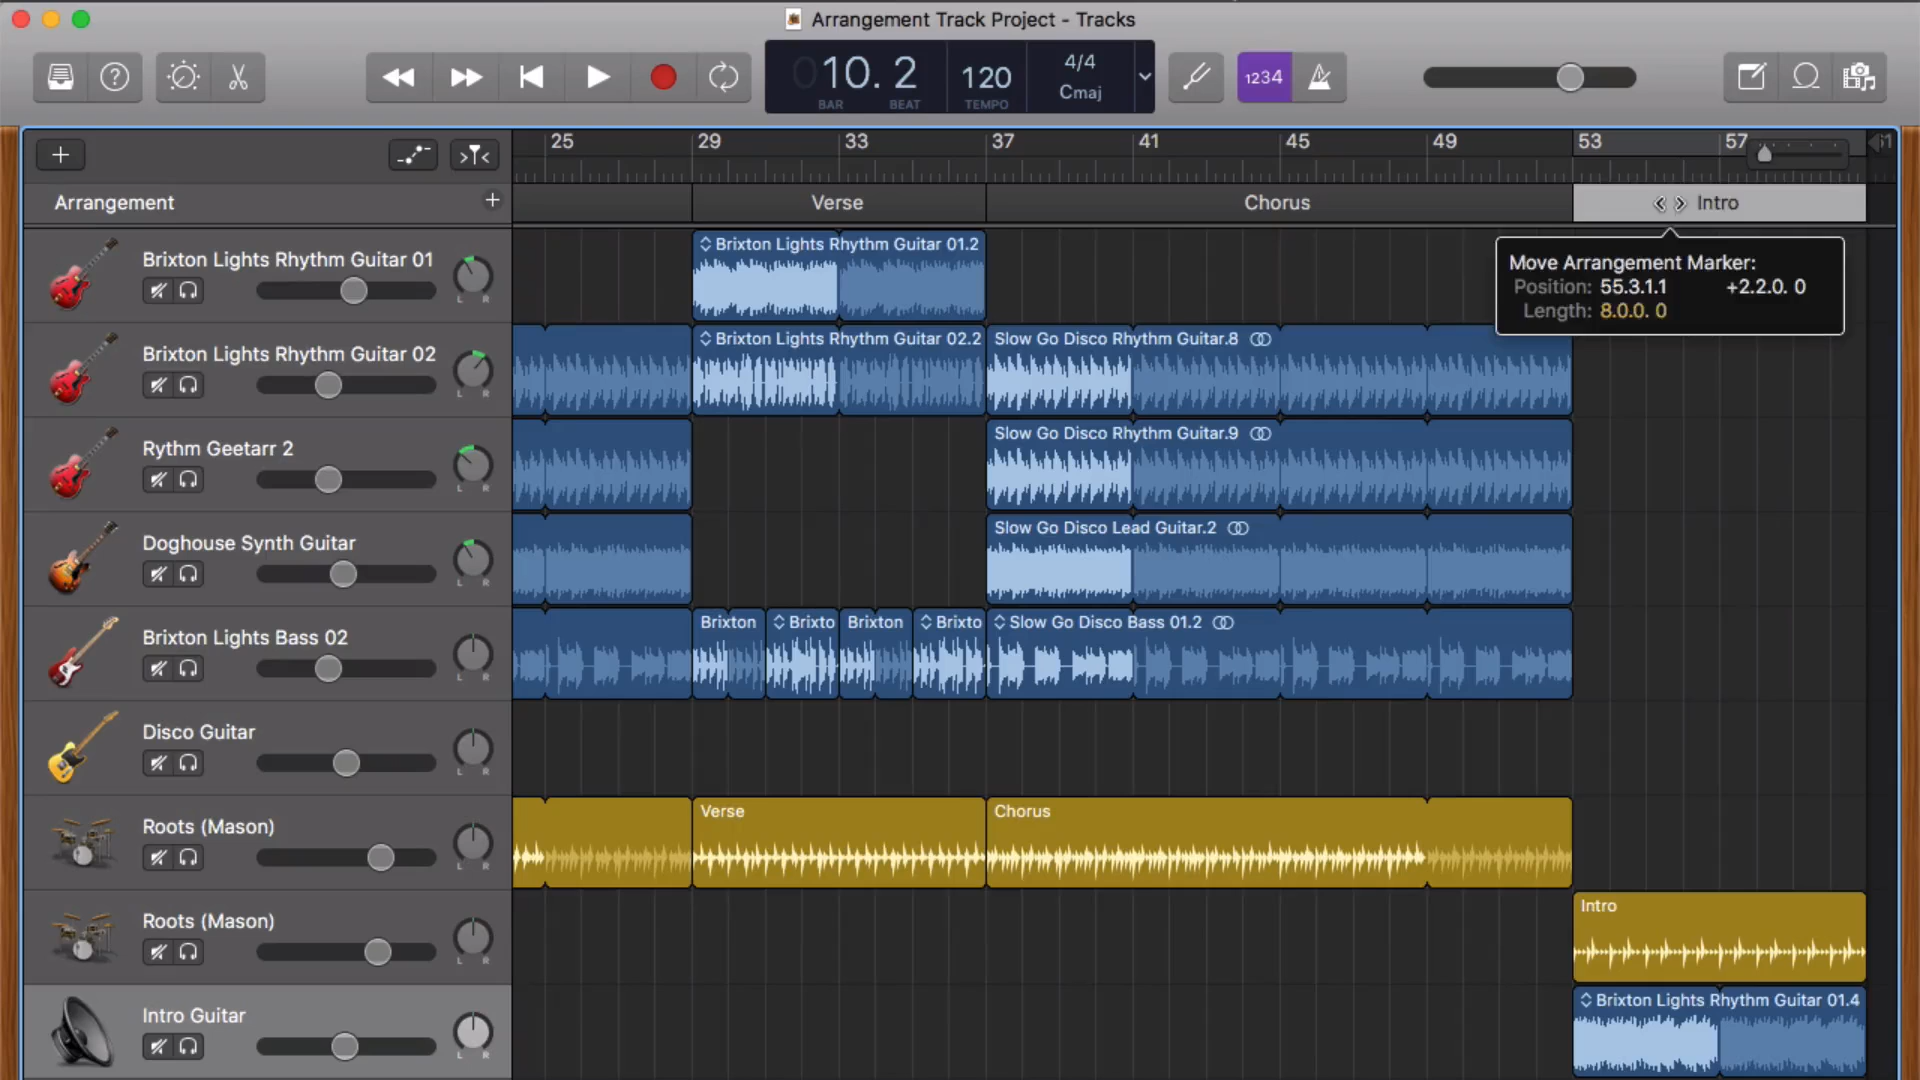 Arrangement Track Project - Tracks
010. 2
BAR BEAT
120
TEMPO
4/4
Cmaj
1234
25 29 33 37 41 45 49 53 57 61
Arrangement
Verse
Chorus
Intro
Move Arrangement Marker:
Position: 55.3.1.1 +2.2.0. 0
Length: 8.0.0. 0
Brixton Lights Rhythm Guitar 01
L R
Brixton Lights Rhythm Guitar 01.2
Brixton Lights Rhythm Guitar 02
L R
Brixton Lights Rhythm Guitar 02.2
Slow Go Disco Rhythm Guitar.8
Rythm Geetarr 2
L R
Slow Go Disco Rhythm Guitar.9
Doghouse Synth Guitar
L R
Slow Go Disco Lead Guitar.2
Brixton Lights Bass 02
L R
Brixton
Brixto
Brixton
Brixto
Slow Go Disco Bass 01.2
Disco Guitar
L R
Roots (Mason)
L R
Verse
Chorus
Roots (Mason)
L R
Intro
Intro Guitar
L R
Brixton Lights Rhythm Guitar 01.4